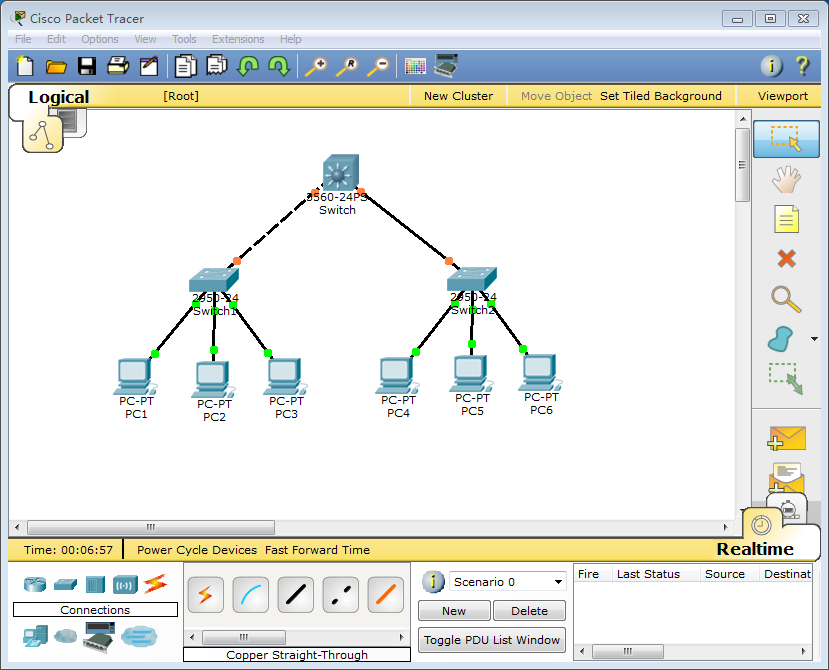 Cisco Packet Tracer
File Edit Options View Tools Extensions Help
Logical [Root] New Cluster Move Object Set Tiled Background Viewport
3560-24PS
Switch
2950-24
Switch1
2950-24
Switch2
PC-PT
PC1
PC-PT
PC2
PC-PT
PC3
PC-PT
PC4
PC-PT
PC5
PC-PT
PC6
Time: 00:06:57 Power Cycle Devices Fast Forward Time Realtime
Connections
Copper Straight-Through
Scenario 0
New Delete
Toggle PDU List Window
Fire Last Status Source Destinat